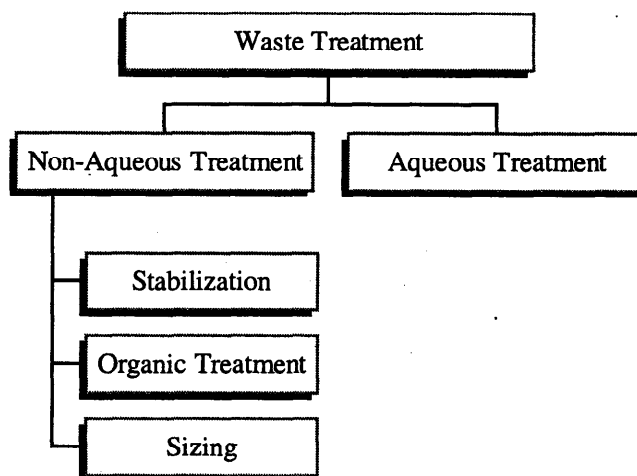 Waste Treatment
Non-Aqueous Treatment
Aqueous Treatment
Stabilization
Organic Treatment
Sizing